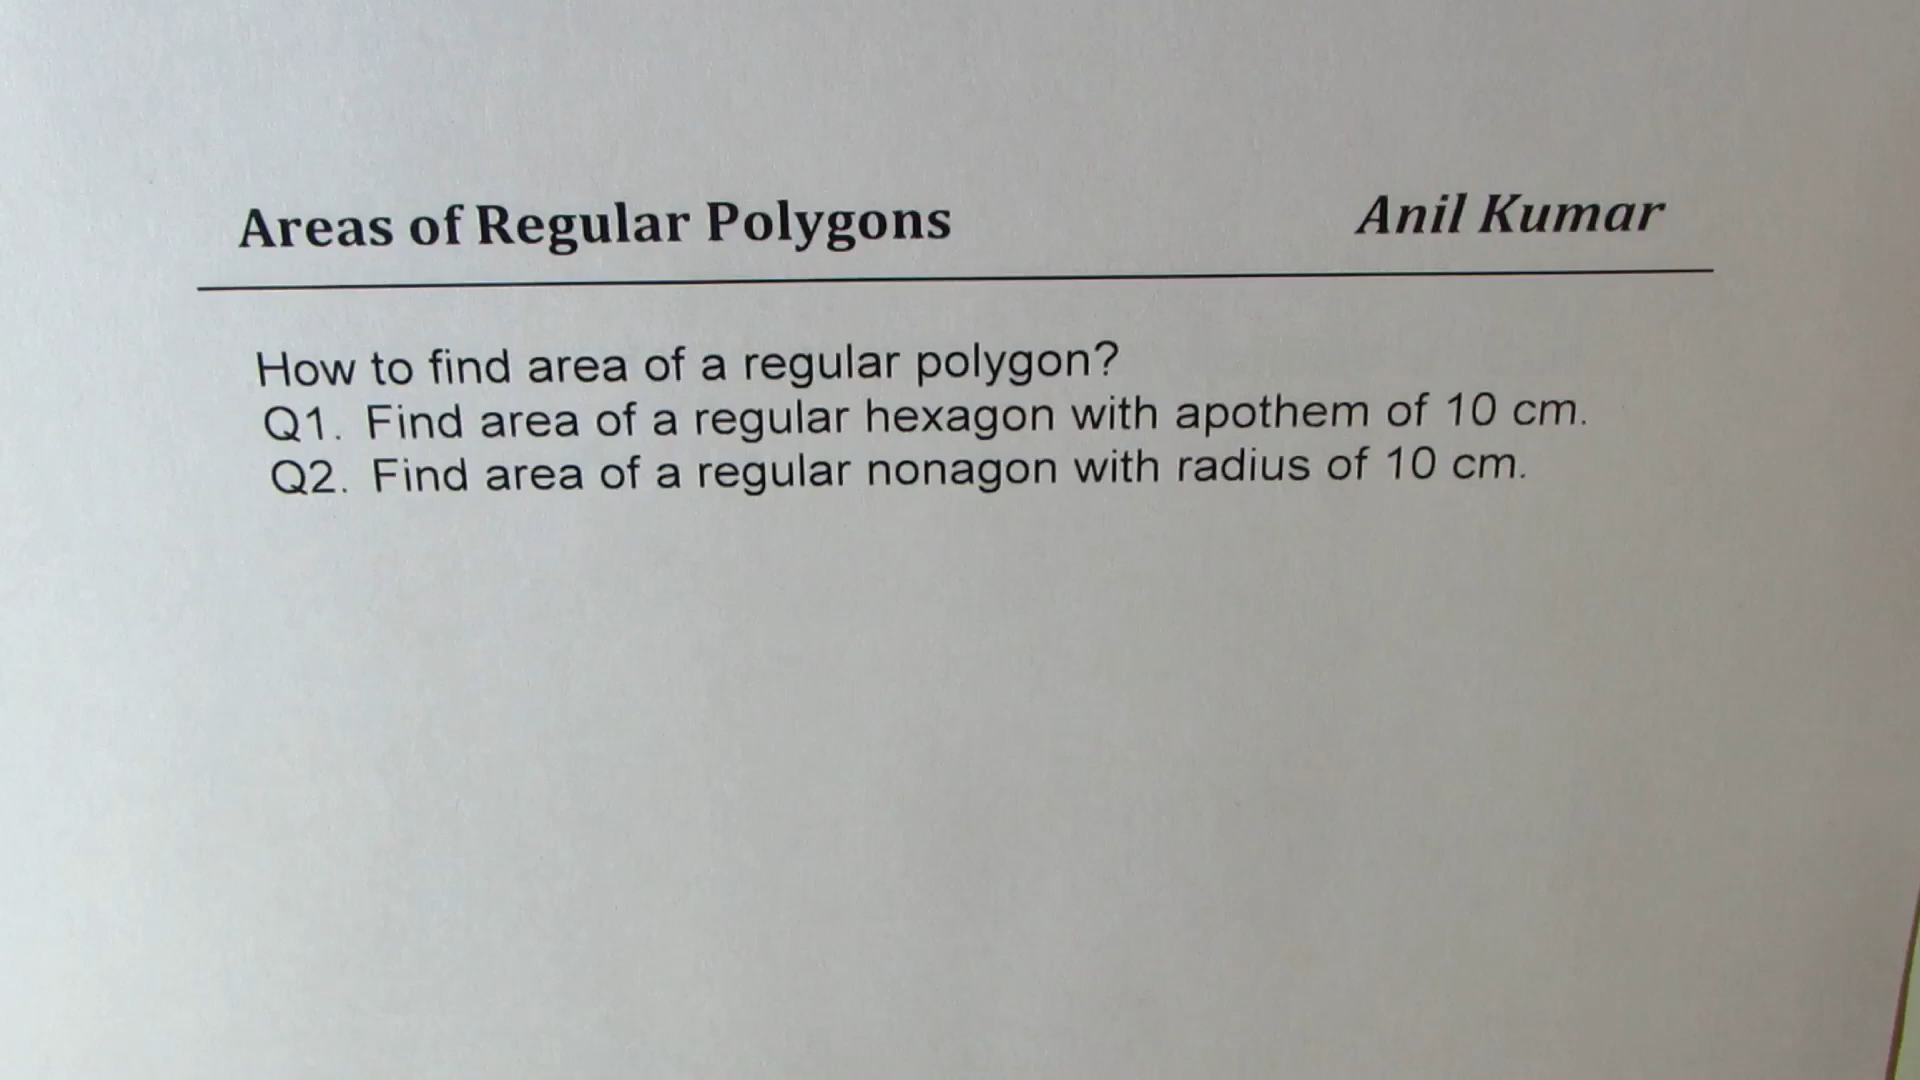 Areas of Regular Polygons Anil Kumar
How to find area of a regular polygon?
Q1. Find area of a regular hexagon with apothem of 10 cm.
Q2. Find area of a regular nonagon with radius of 10 cm.